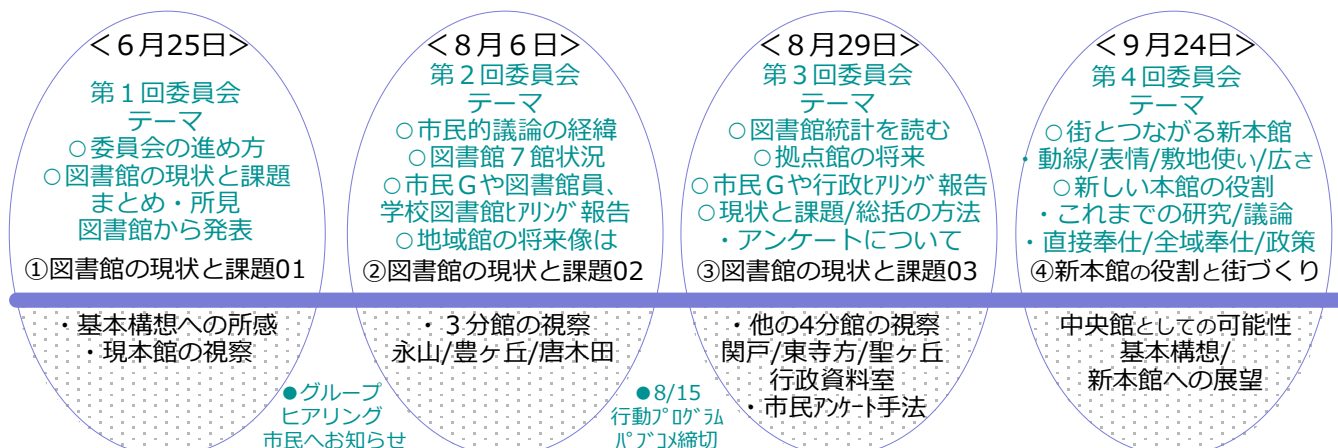 ＜６月25日＞
第１回委員会
テーマ
○委員会の進め方
○図書館の現状と課題
まとめ・所見
図書館から発表
①図書館の現状と課題01
・基本構想への所感
・現本館の視察
●グループ
ヒアリング
市民へお知らせ
＜８月６日＞
第２回委員会
テーマ
○市民的議論の経緯
○図書館７館状況
○市民Ｇや図書館員、
学校図書館ﾋｱﾘﾝｸﾞ報告
○地域館の将来像は
②図書館の現状と課題02
・３分館の視察
永山/豊ヶ丘/唐木田
●8/15
行動ﾌﾟﾛｸﾞﾗﾑ
ﾊﾟﾌﾞｺﾒ締切
＜８月29日＞
第３回委員会
テーマ
○図書館統計を読む
○拠点館の将来
○市民Ｇや行政ﾋｱﾘﾝｸﾞ報告
○現状と課題/総括の方法
・アンケートについて
③図書館の現状と課題03
・他の4分館の視察
関戸/東寺方/聖ヶ丘
行政資料室
・市民ｱﾝｹｰﾄ手法
＜９月24日＞
第４回委員会
テーマ
○街とつながる新本館
・動線/表情/敷地使い/広さ
○新しい本館の役割
・これまでの研究/議論
・直接奉仕/全域奉仕/政策
④新本館の役割と街づくり
中央館としての可能性
基本構想/
新本館への展望